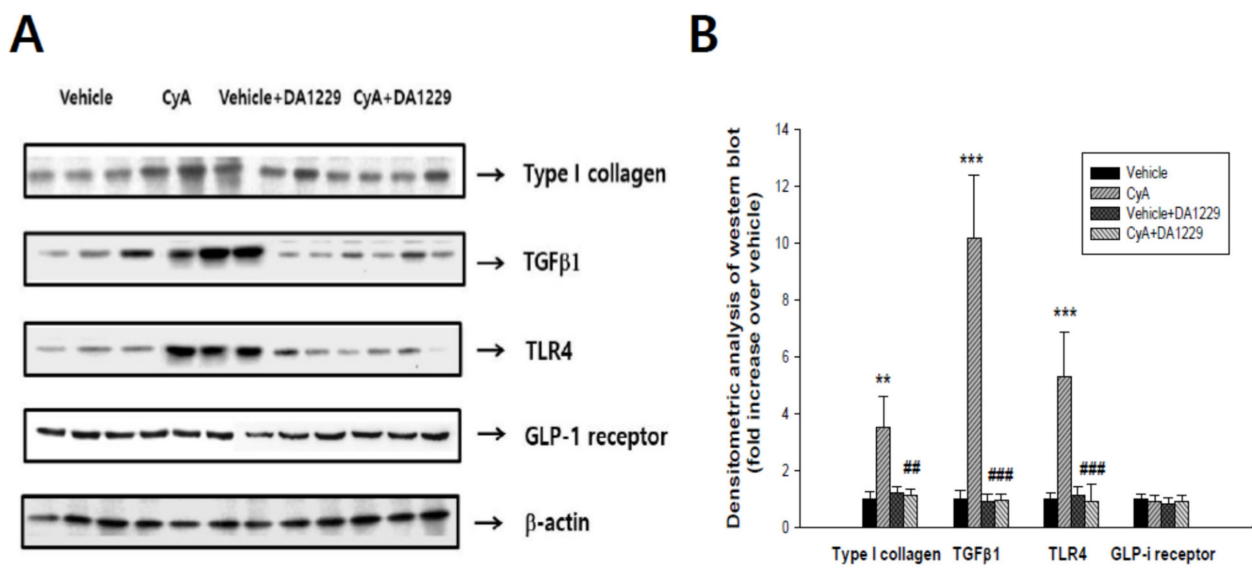 A
Vehicle CyA Vehicle+DA1229 CyA+DA1229
→ Type I collagen
→ TGFβ1
→ TLR4
→ GLP-1 receptor
→ β-actin
B
Densitometric analysis of western blot
(fold increase over vehicle)
14
12
10
8
6
4
2
0
***
***
**
##
###
###
Vehicle
CyA
Vehicle+DA1229
CyA+DA1229
Type I collagen TGFβ1 TLR4 GLP-i receptor